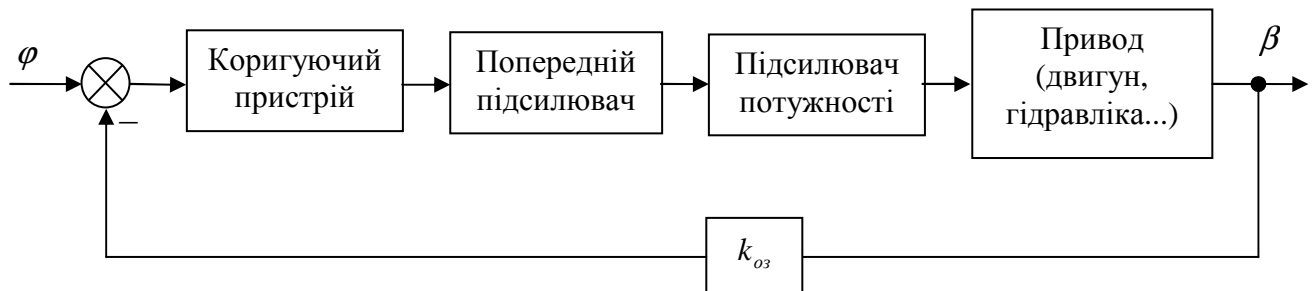 φ
Коригуючий
пристрій
Попередній
підсилювач
Підсилювач
потужності
Привод
(двигун,
гідравліка...)
β
–
k_оз